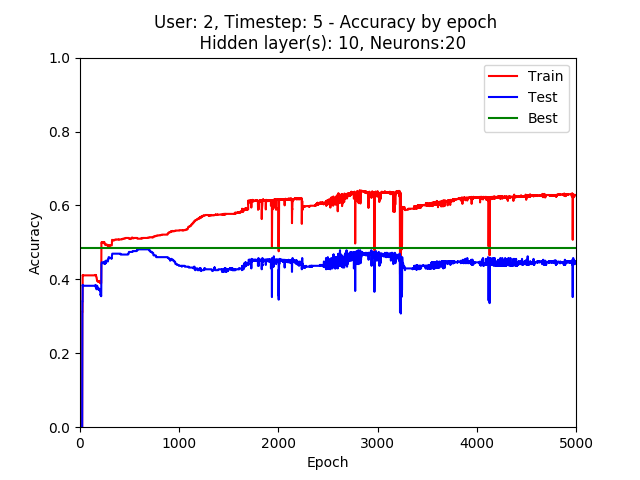 User: 2, Timestep: 5 - Accuracy by epoch
Hidden layer(s): 10, Neurons:20
1.0
Train
Test
Best
0.8
0.6
Accuracy
0.4
0.2
0.0
0 1000 2000 3000 4000 5000
Epoch